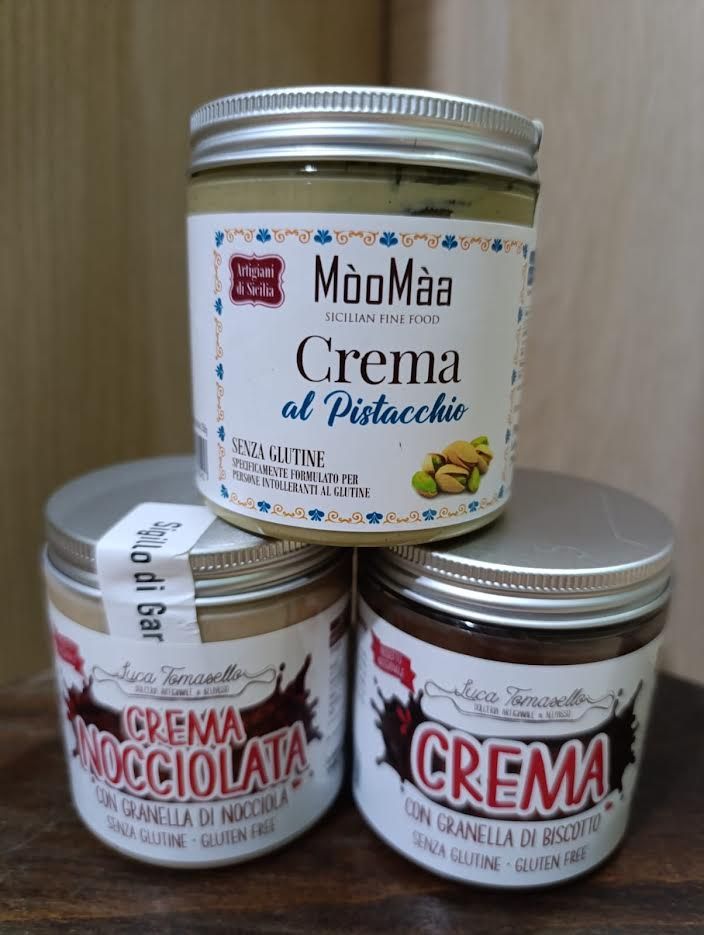 Artigiani
di Sicilia
MòoMàa
SICILIAN FINE FOOD
Crema
al Pistacchio
SENZA GLUTINE
SPECIFICAMENTE FORMULATO PER
PERSONE INTOLLERANTI AL GLUTINE
Sigillo di Gar
Luca Tomasello
CREMA
NOCCIOLATA
CON GRANELLA DI NOCCIOLA
SENZA GLUTINE - GLUTEN FREE
Luca Tomasello
CREMA
CON GRANELLA DI BISCOTTO
SENZA GLUTINE - GLUTEN FREE